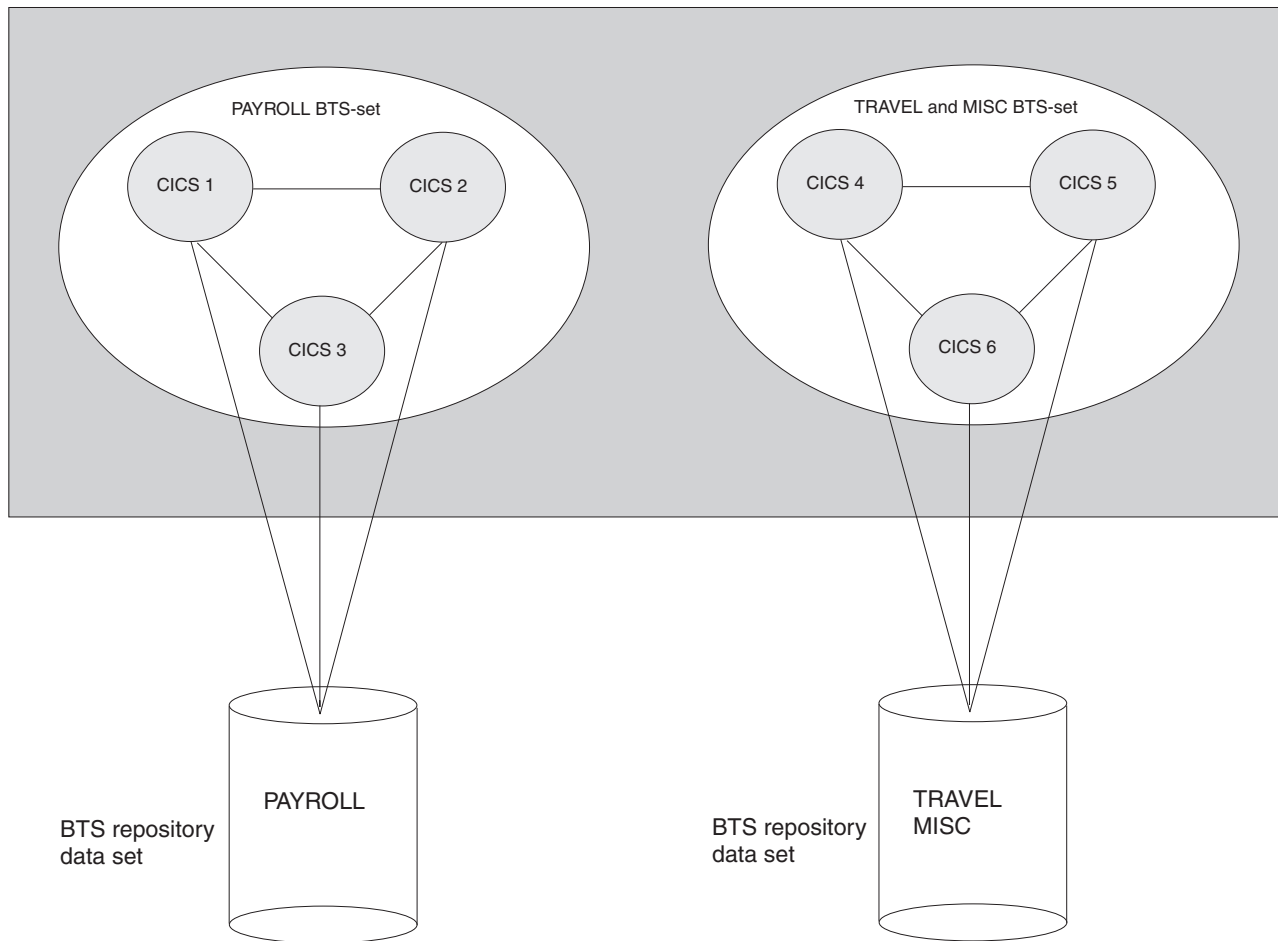 PAYROLL BTS-set
CICS 1
CICS 2
CICS 3
TRAVEL and MISC BTS-set
CICS 4
CICS 5
CICS 6
PAYROLL
BTS repository
data set
TRAVEL
MISC
BTS repository
data set